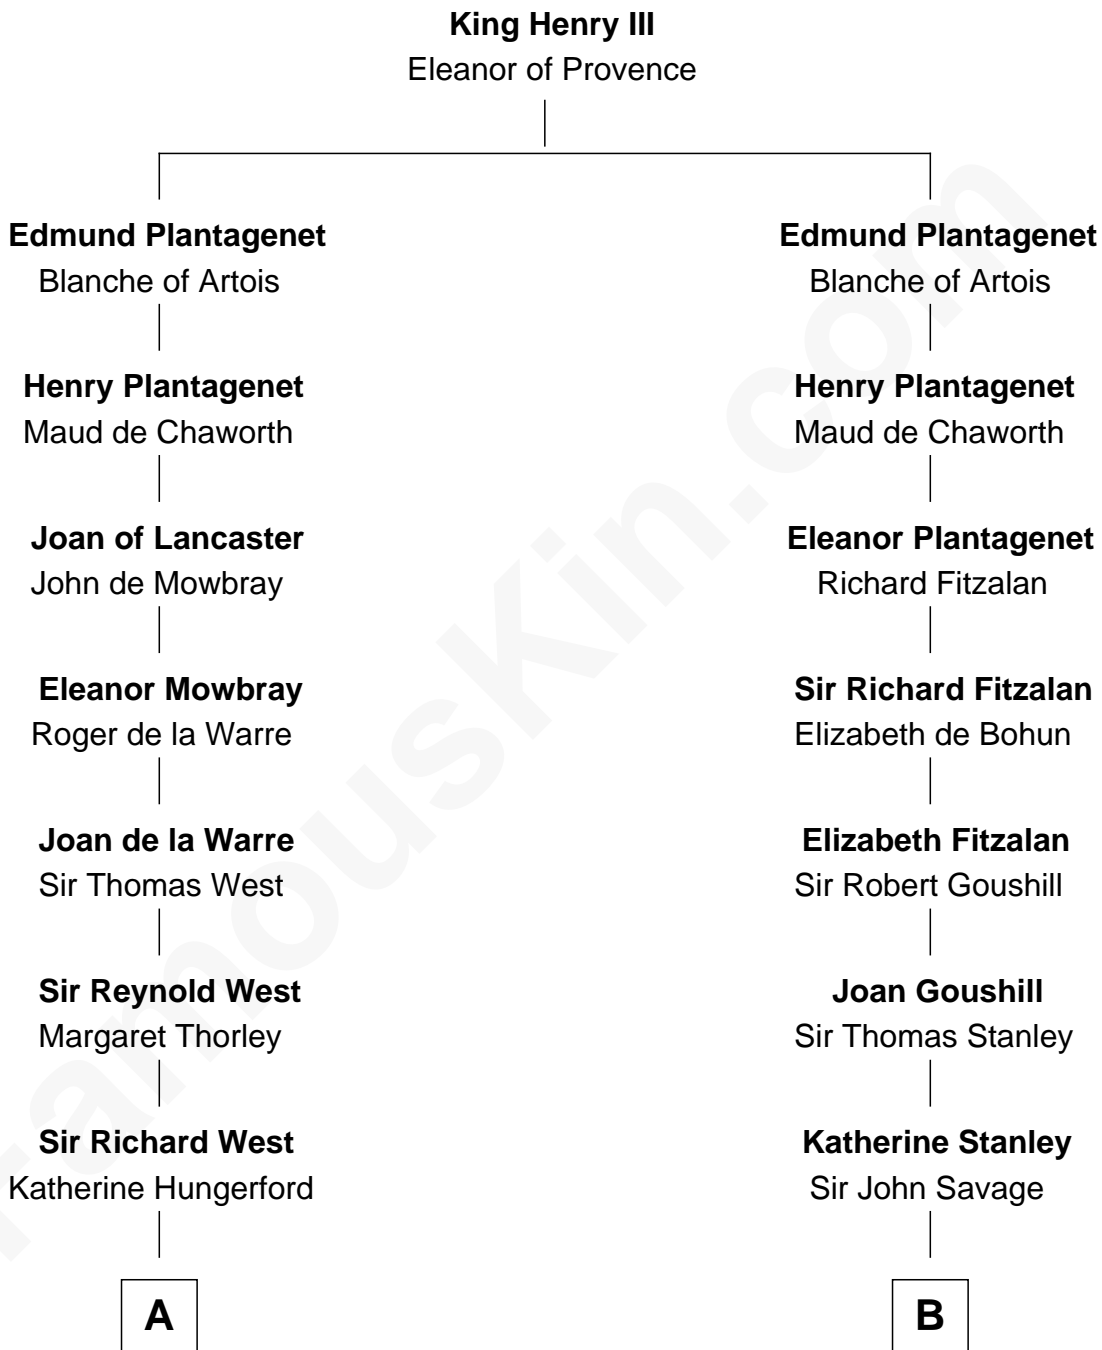 King Henry III
Eleanor of Provence
Edmund Plantagenet
Blanche of Artois
Henry Plantagenet
Maud de Chaworth
Joan of Lancaster
John de Mowbray
Eleanor Mowbray
Roger de la Warre
Joan de la Warre
Sir Thomas West
Sir Reynold West
Margaret Thorley
Sir Richard West
Katherine Hungerford
A
Edmund Plantagenet
Blanche of Artois
Henry Plantagenet
Maud de Chaworth
Eleanor Plantagenet
Richard Fitzalan
Sir Richard Fitzalan
Elizabeth de Bohun
Elizabeth Fitzalan
Sir Robert Goushill
Joan Goushill
Sir Thomas Stanley
Katherine Stanley
Sir John Savage
B
FamousKin.com